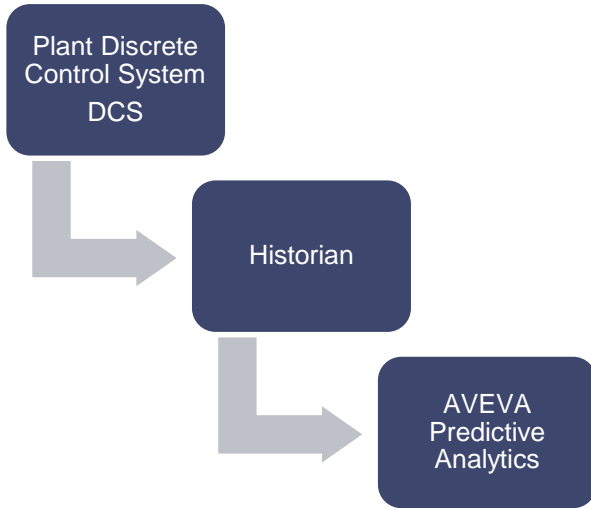 Plant Discrete
Control System
DCS
Historian
AVEVA
Predictive
Analytics